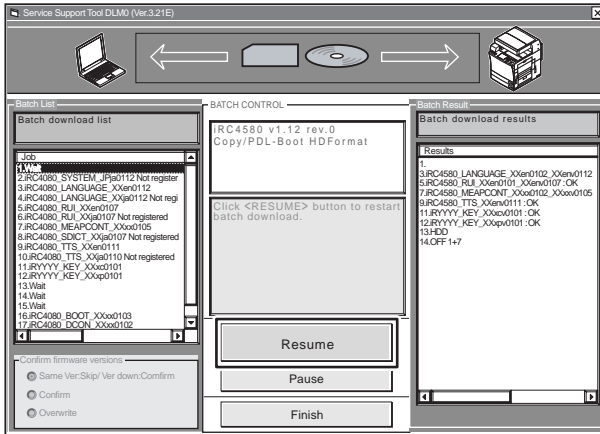 Service Support Tool DLM0 (Ver.3.21E)
Batch List
Batch download list
Job
2.iRC4080_SYSTEM_JPja0112 Not register
3.iRC4080_LANGUAGE_XXen0112
4.iRC4080_LANGUAGE_XXja0112 Not regi
5.iRC4080_RUI_XXen0107
6.iRC4080_RUI_XXja0107 Not registered
7.iRC4080_MEAPCONT_XXxx0105
8.iRC4080_SDICT_XXja0107 Not registered
9.iRC4080_TTS_XXen0111
10.iRC4080_TTS_XXja0110 Not registered
11.iRYYYY_KEY_XXxc0101
12.iRYYYY_KEY_XXxp0101
13.Wait
14.Wait
15.Wait
16.iRC4080_BOOT_XXxx0103
17.iRC4080_DCON_XXxx0102
Confirm firmware versions
Same Ver:Skip/ Ver down:Comfirm
Confirm
Overwrite
BATCH CONTROL
iRC4580 v1.12 rev.0
Copy/PDL-Boot HDFormat
Click <RESUME> button to restart
batch download.
Resume
Pause
Finish
Batch Result
Batch download results
Results
1.
3.iRC4580_LANGUAGE_XXen0102_XXenv0112
5.iRC4580_RUI_XXen0101_XXenv0107 : OK
7.iRC4580_MEAPCONT_XXxx0102_XXxxv0105
9.iRC4580_TTS_XXenv0111 : OK
11.iRYYYY_KEY_XXxcv0101 : OK
12.iRYYYY_KEY_XXxpv0101 : OK
13.HDD
14.OFF 1+7